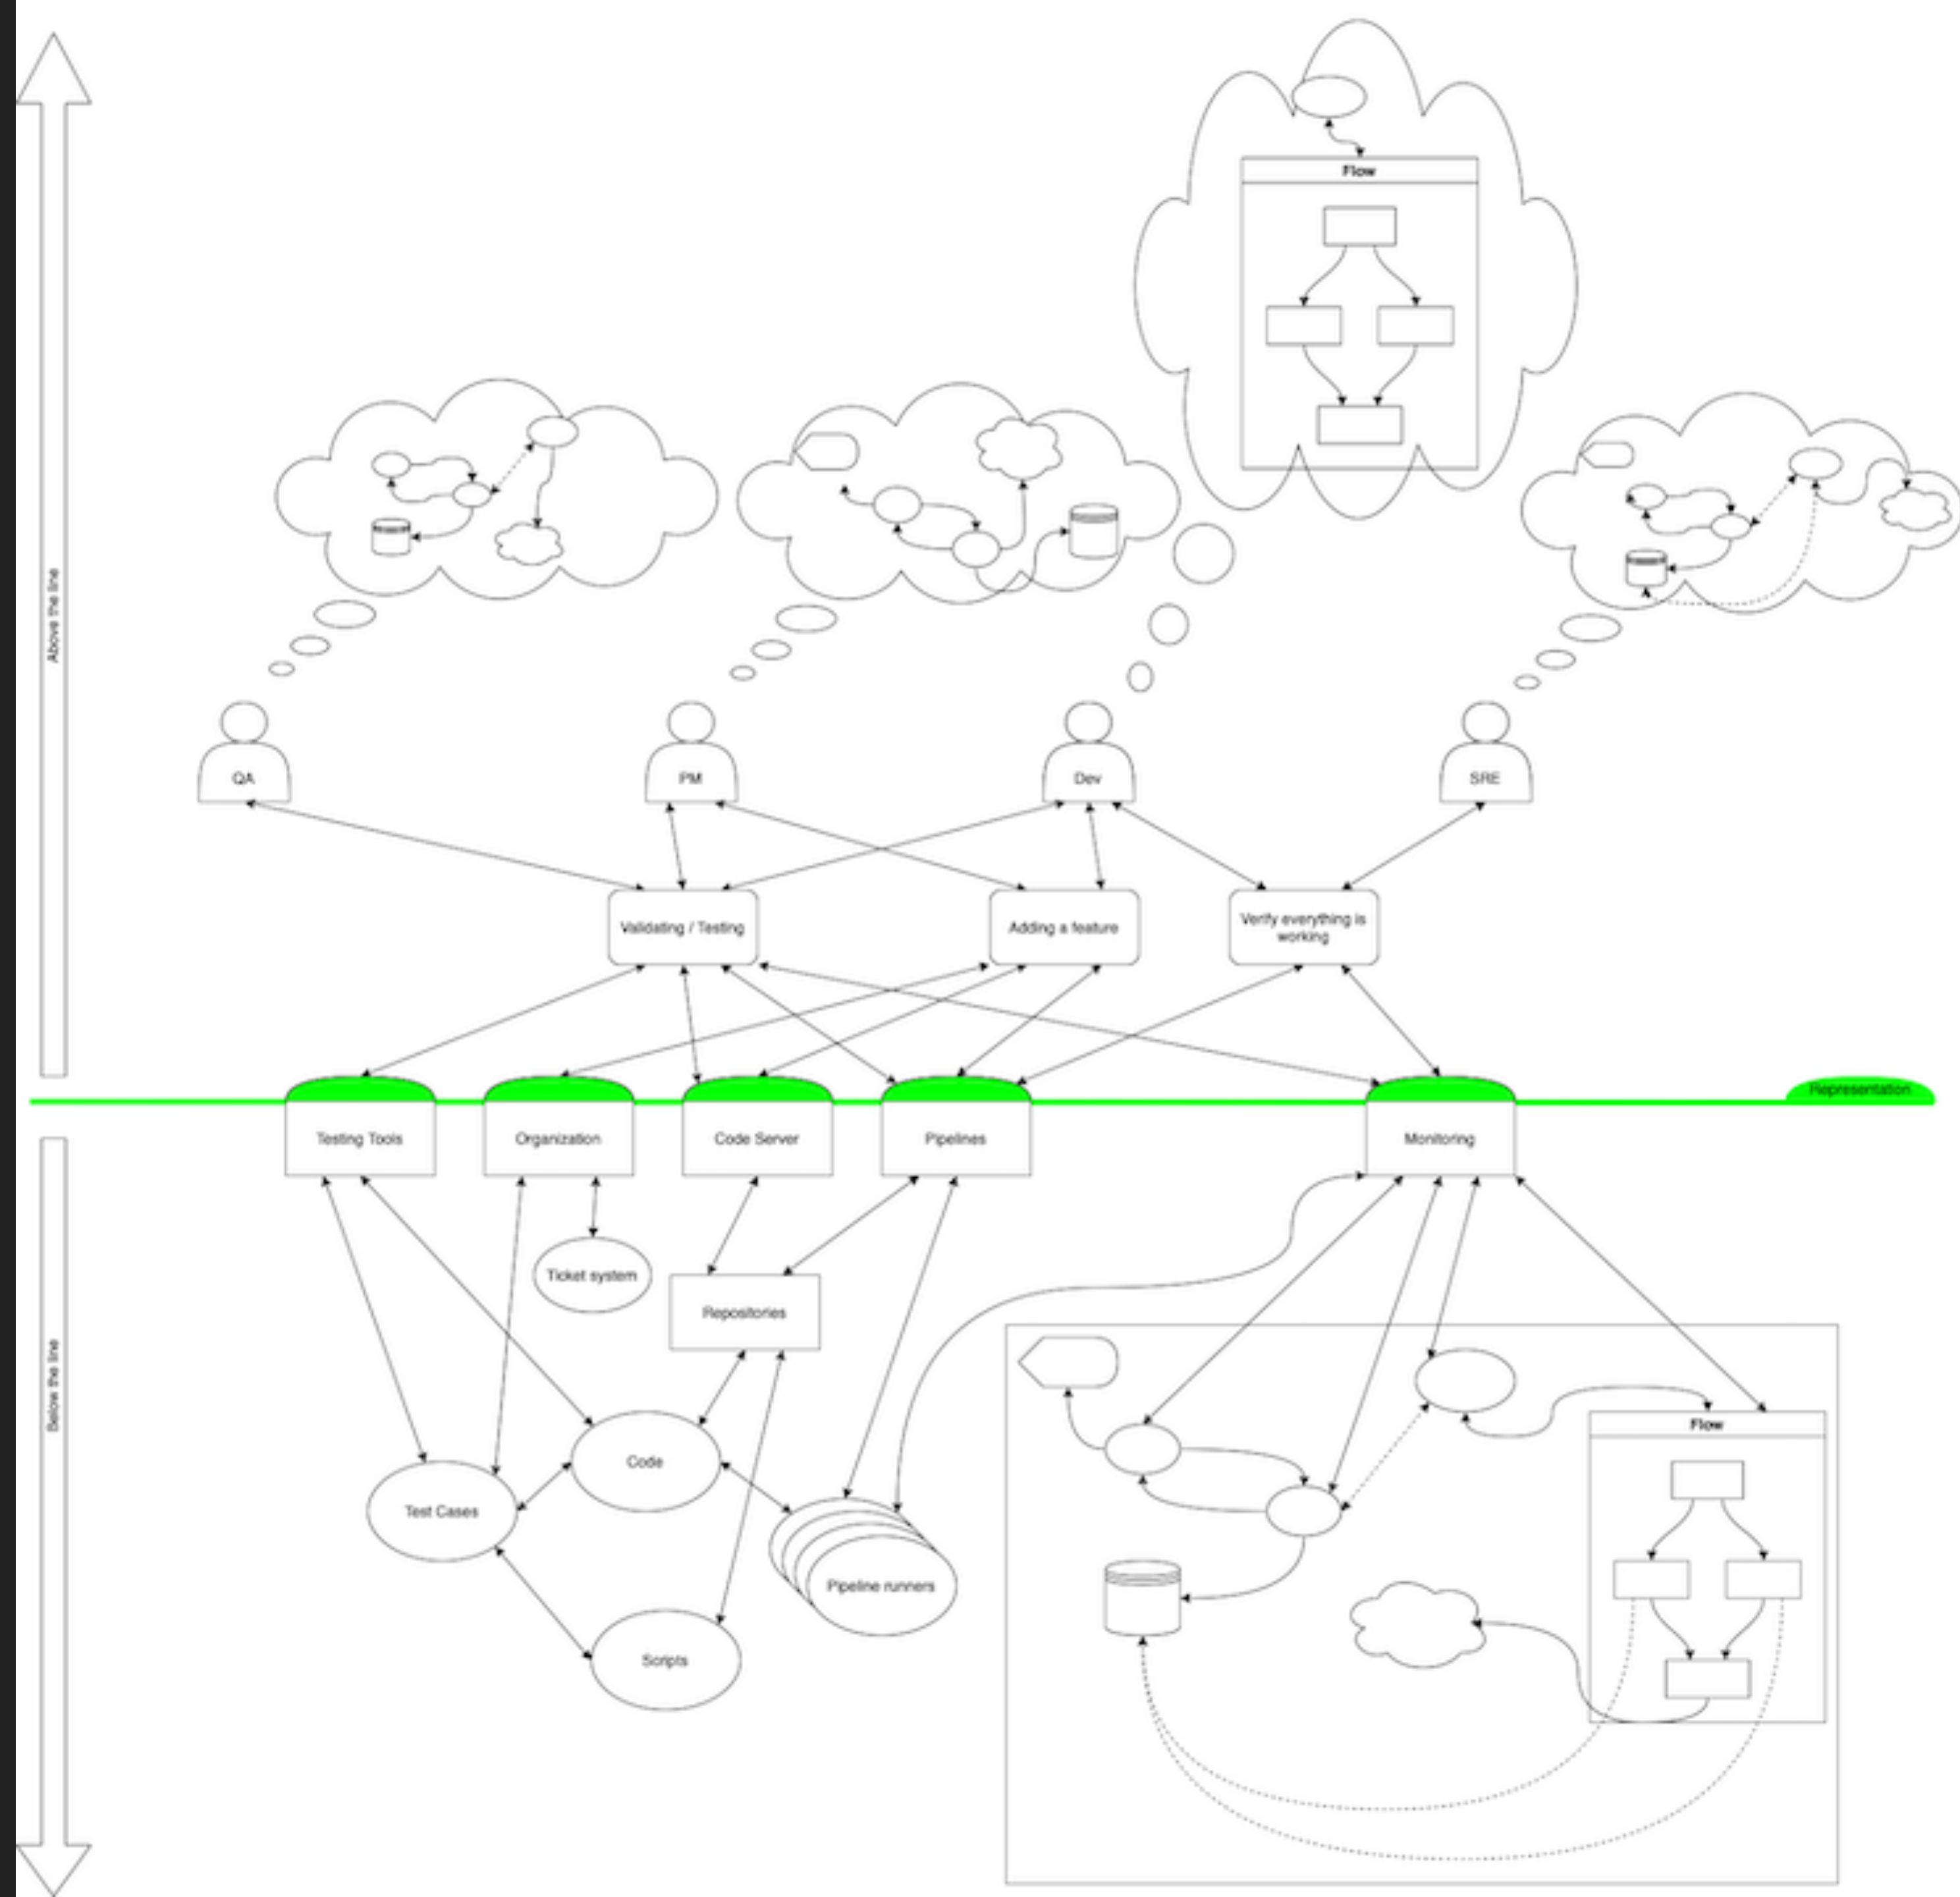 Flow
Above the line
QA
PM
Dev
SRE
Validating / Testing
Adding a feature
Verify everything is
working
Representation
Testing Tools
Organization
Code Server
Pipelines
Monitoring
Below the line
Ticket system
Repositories
Flow
Code
Test Cases
Pipeline runners
Scripts